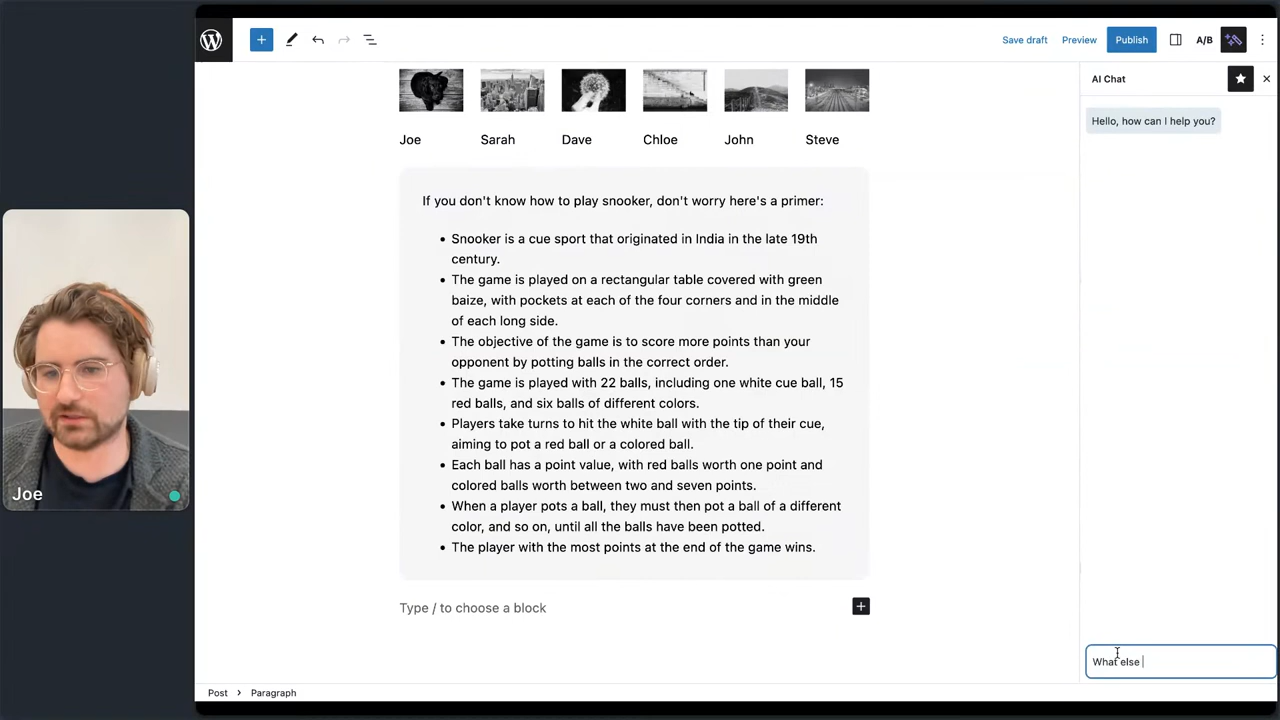 Save draft Preview Publish A/B
AI Chat
Hello, how can I help you?
Joe Sarah Dave Chloe John Steve
If you don't know how to play snooker, don't worry here's a primer:
• Snooker is a cue sport that originated in India in the late 19th
century.
• The game is played on a rectangular table covered with green
baize, with pockets at each of the four corners and in the middle
of each long side.
• The objective of the game is to score more points than your
opponent by potting balls in the correct order.
• The game is played with 22 balls, including one white cue ball, 15
red balls, and six balls of different colors.
• Players take turns to hit the white ball with the tip of their cue,
aiming to pot a red ball or a colored ball.
• Each ball has a point value, with red balls worth one point and
colored balls worth between two and seven points.
• When a player pots a ball, they must then pot a ball of a different
color, and so on, until all the balls have been potted.
• The player with the most points at the end of the game wins.
Type / to choose a block
What else
Post > Paragraph
Joe